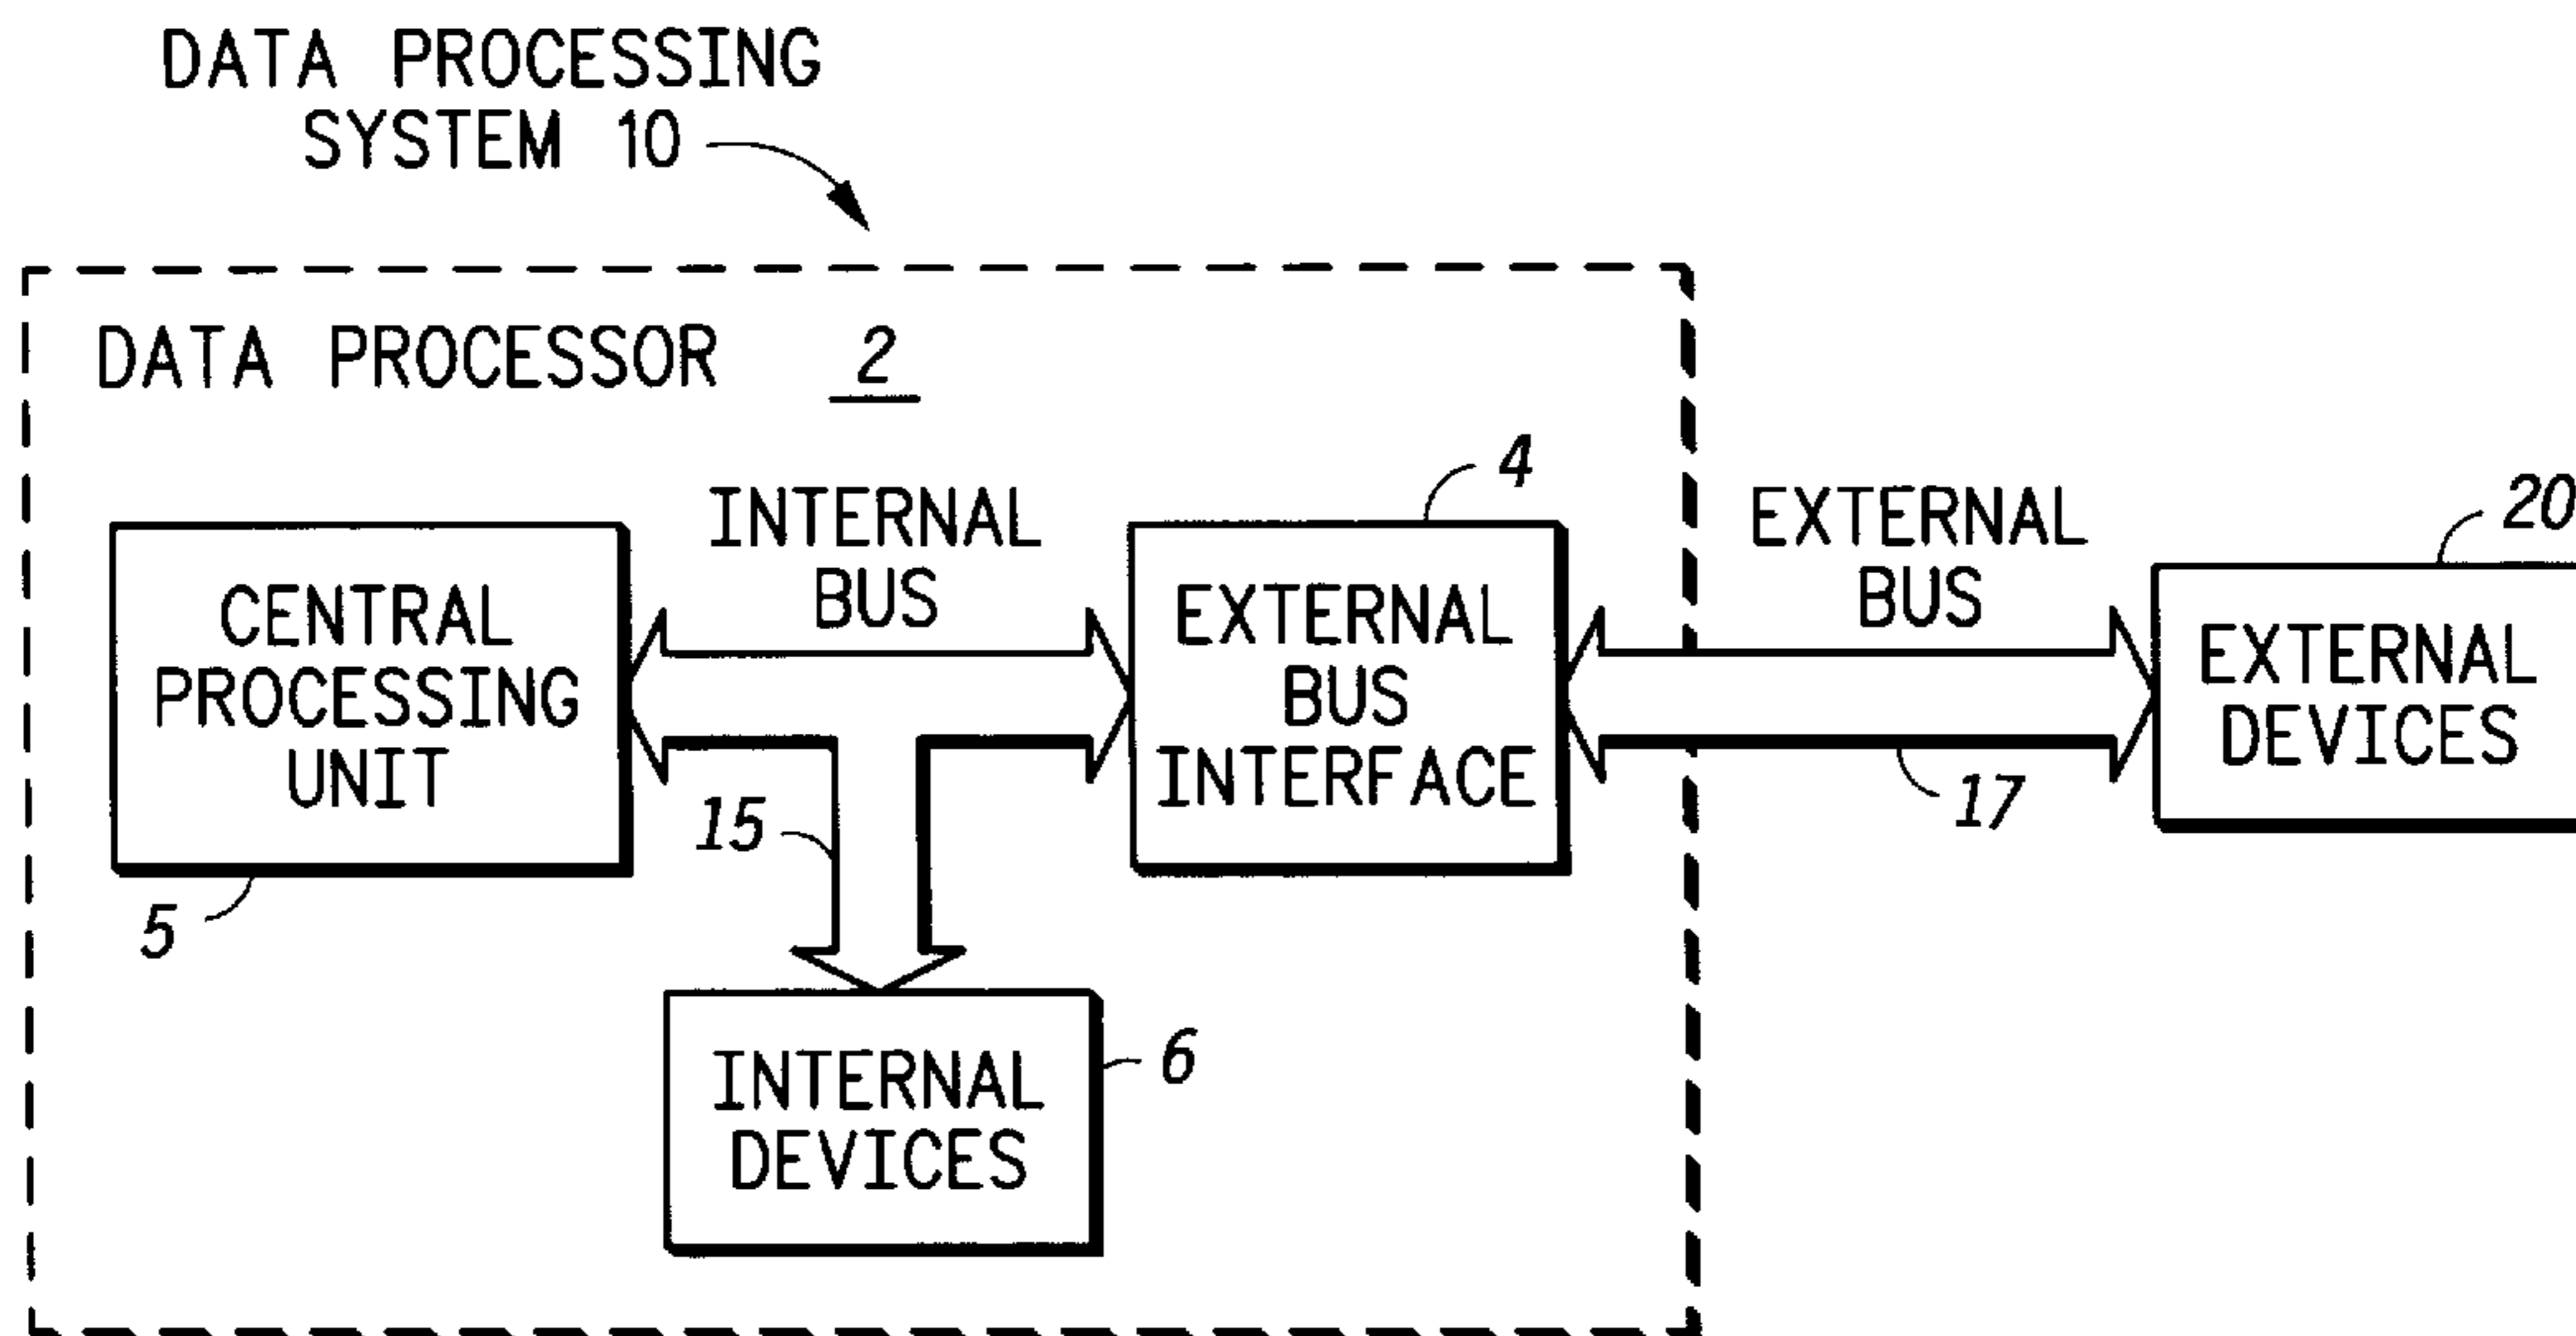 DATA PROCESSING
SYSTEM 10
DATA PROCESSOR 2
4
20
INTERNAL
BUS
EXTERNAL
BUS
CENTRAL
PROCESSING
UNIT
EXTERNAL
BUS
INTERFACE
EXTERNAL
DEVICES
15
17
5
INTERNAL
DEVICES
6